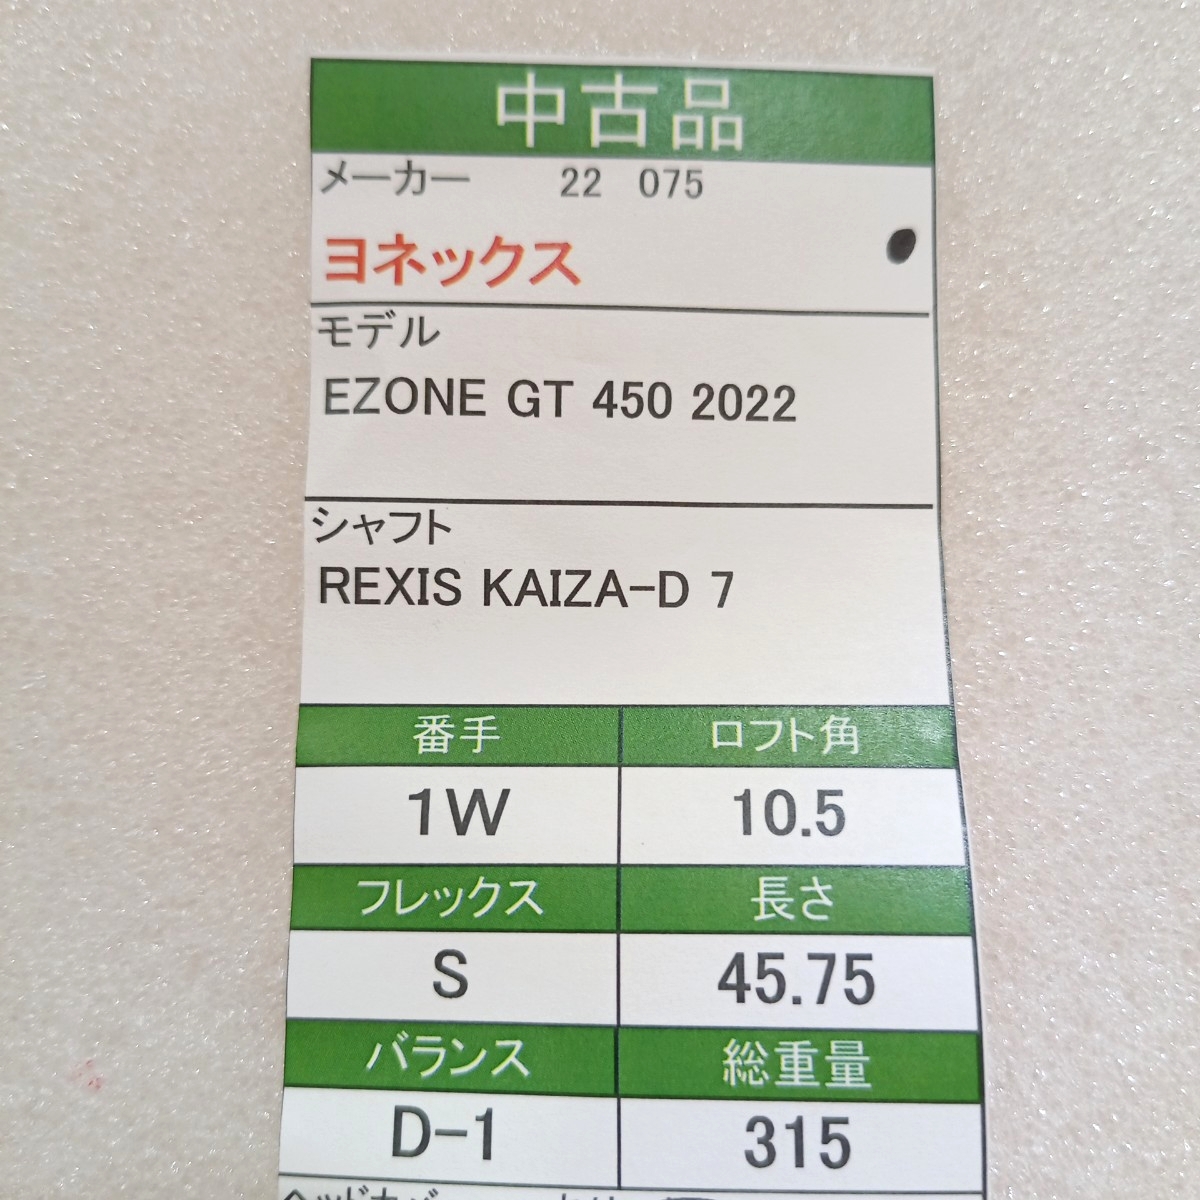 中古品
メーカー 22 075
ヨネックス
モデル
EZONE GT 450 2022
シャフト
REXIS KAIZA-D 7
番手 ロフト角
1W 10.5
フレックス 長さ
S 45.75
バランス 総重量
D-1 315